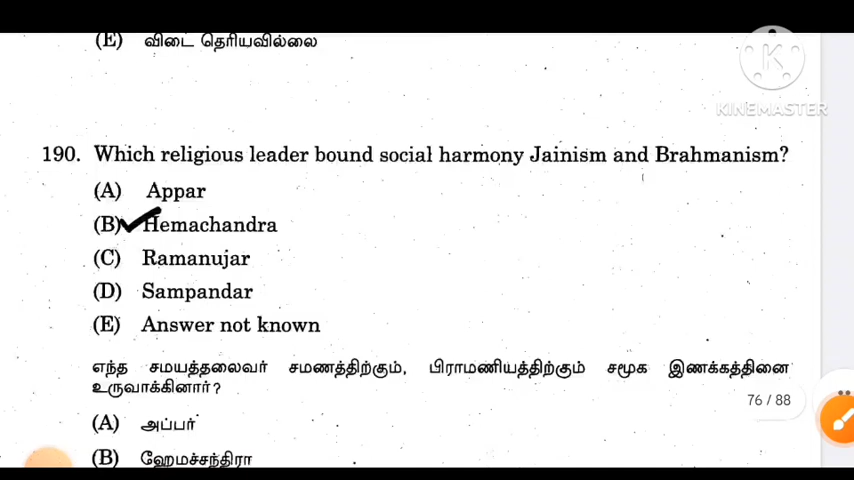 (E) விடை தெரியவில்லை
KINEMASTER
190. Which religious leader bound social harmony Jainism and Brahmanism?
(A) Appar
(B) Hemachandra
(C) Ramanujar
(D) Sampandar
(E) Answer not known
எந்த சமயத்தலைவர் சமணத்திற்கும், பிராமணியத்திற்கும் சமூக இணக்கத்தினை
உருவாக்கினார்?
76 / 88
(A) அப்பர்
(B) ஹேமச்சந்திரா